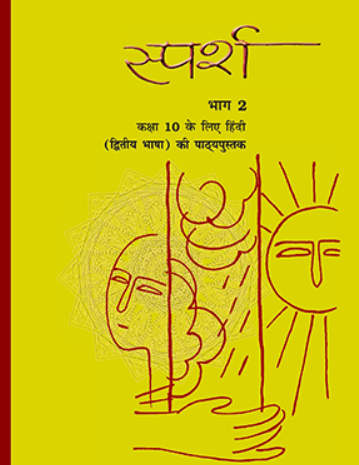 स्पर्श
भाग 2
कक्षा 10 के लिए हिंदी
(द्वितीय भाषा) की पाठ्यपुस्तक